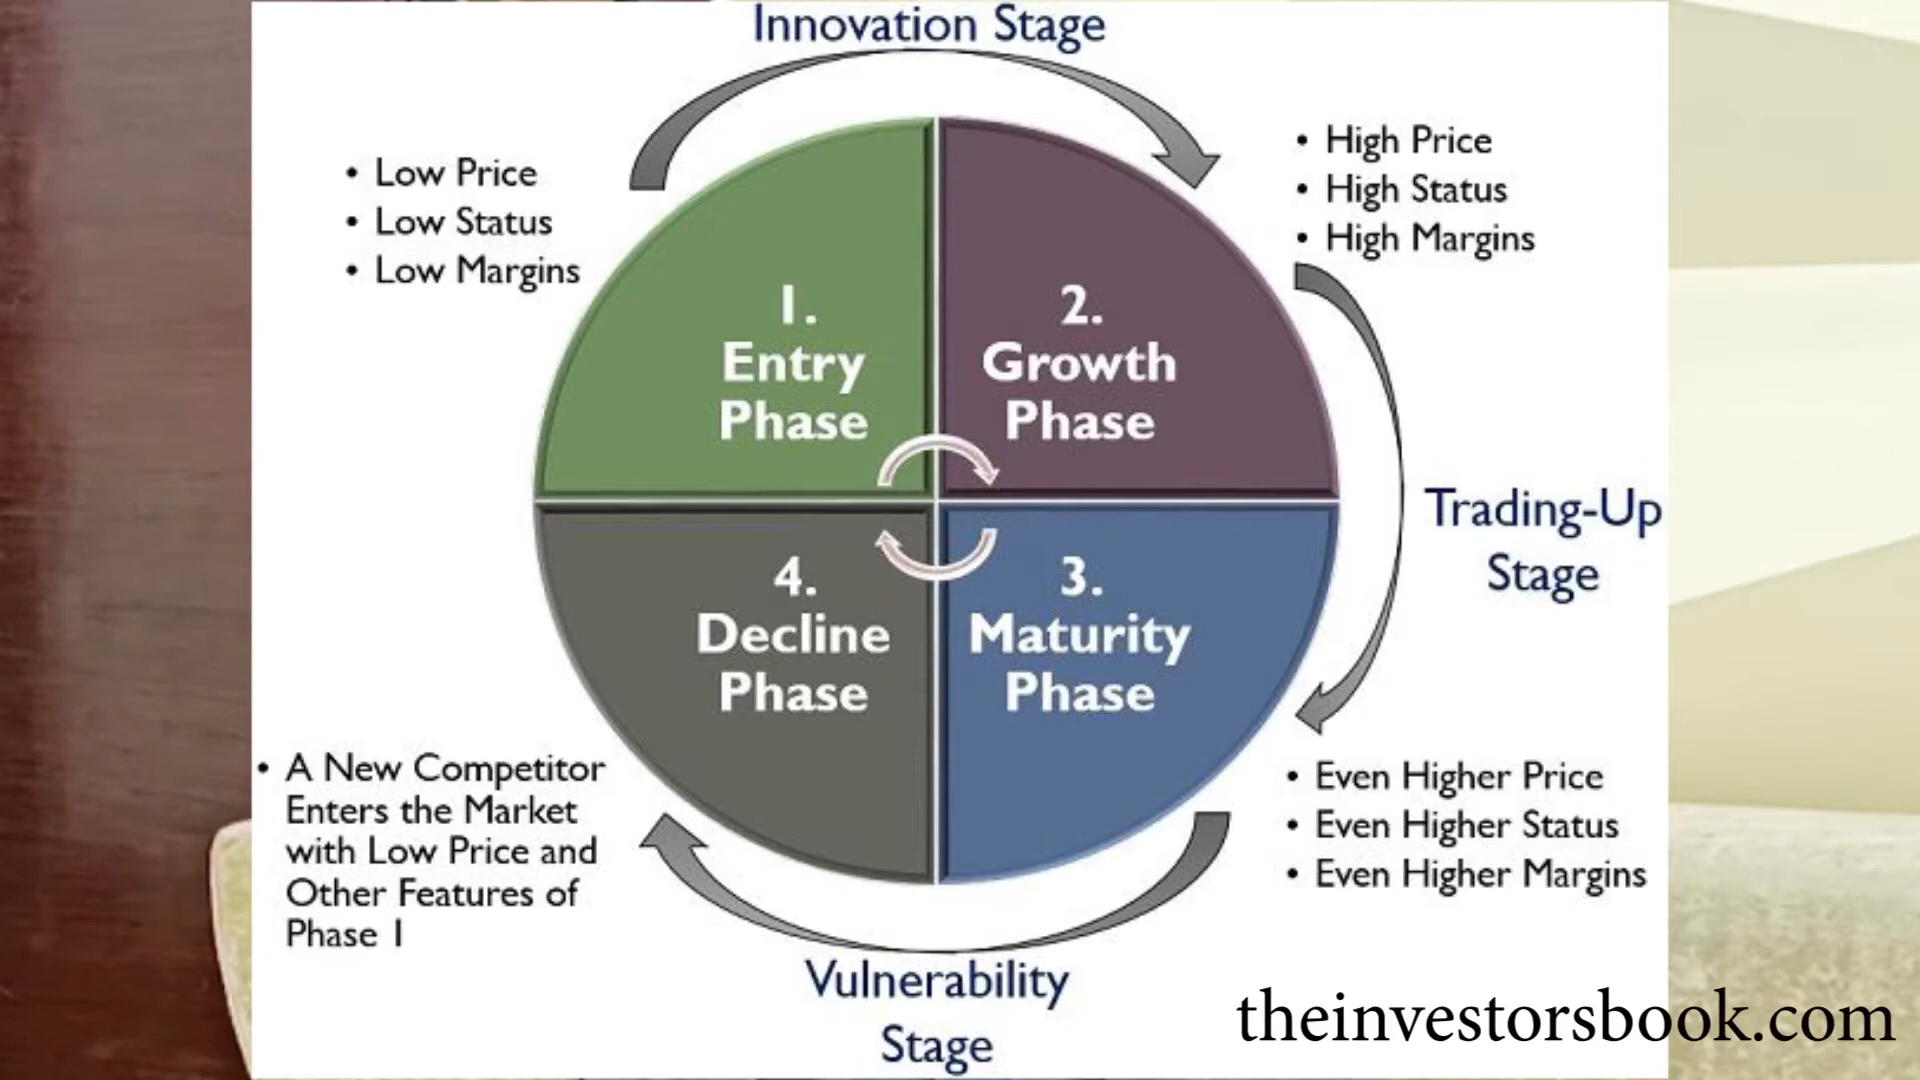 Innovation Stage
• Low Price
• Low Status
• Low Margins
• High Price
• High Status
• High Margins
1.
Entry
Phase
2.
Growth
Phase
Trading-Up
Stage
4.
Decline
Phase
3.
Maturity
Phase
• A New Competitor
Enters the Market
with Low Price and
Other Features of
Phase 1
• Even Higher Price
• Even Higher Status
• Even Higher Margins
Vulnerability
Stage
theinvestorsbook.com